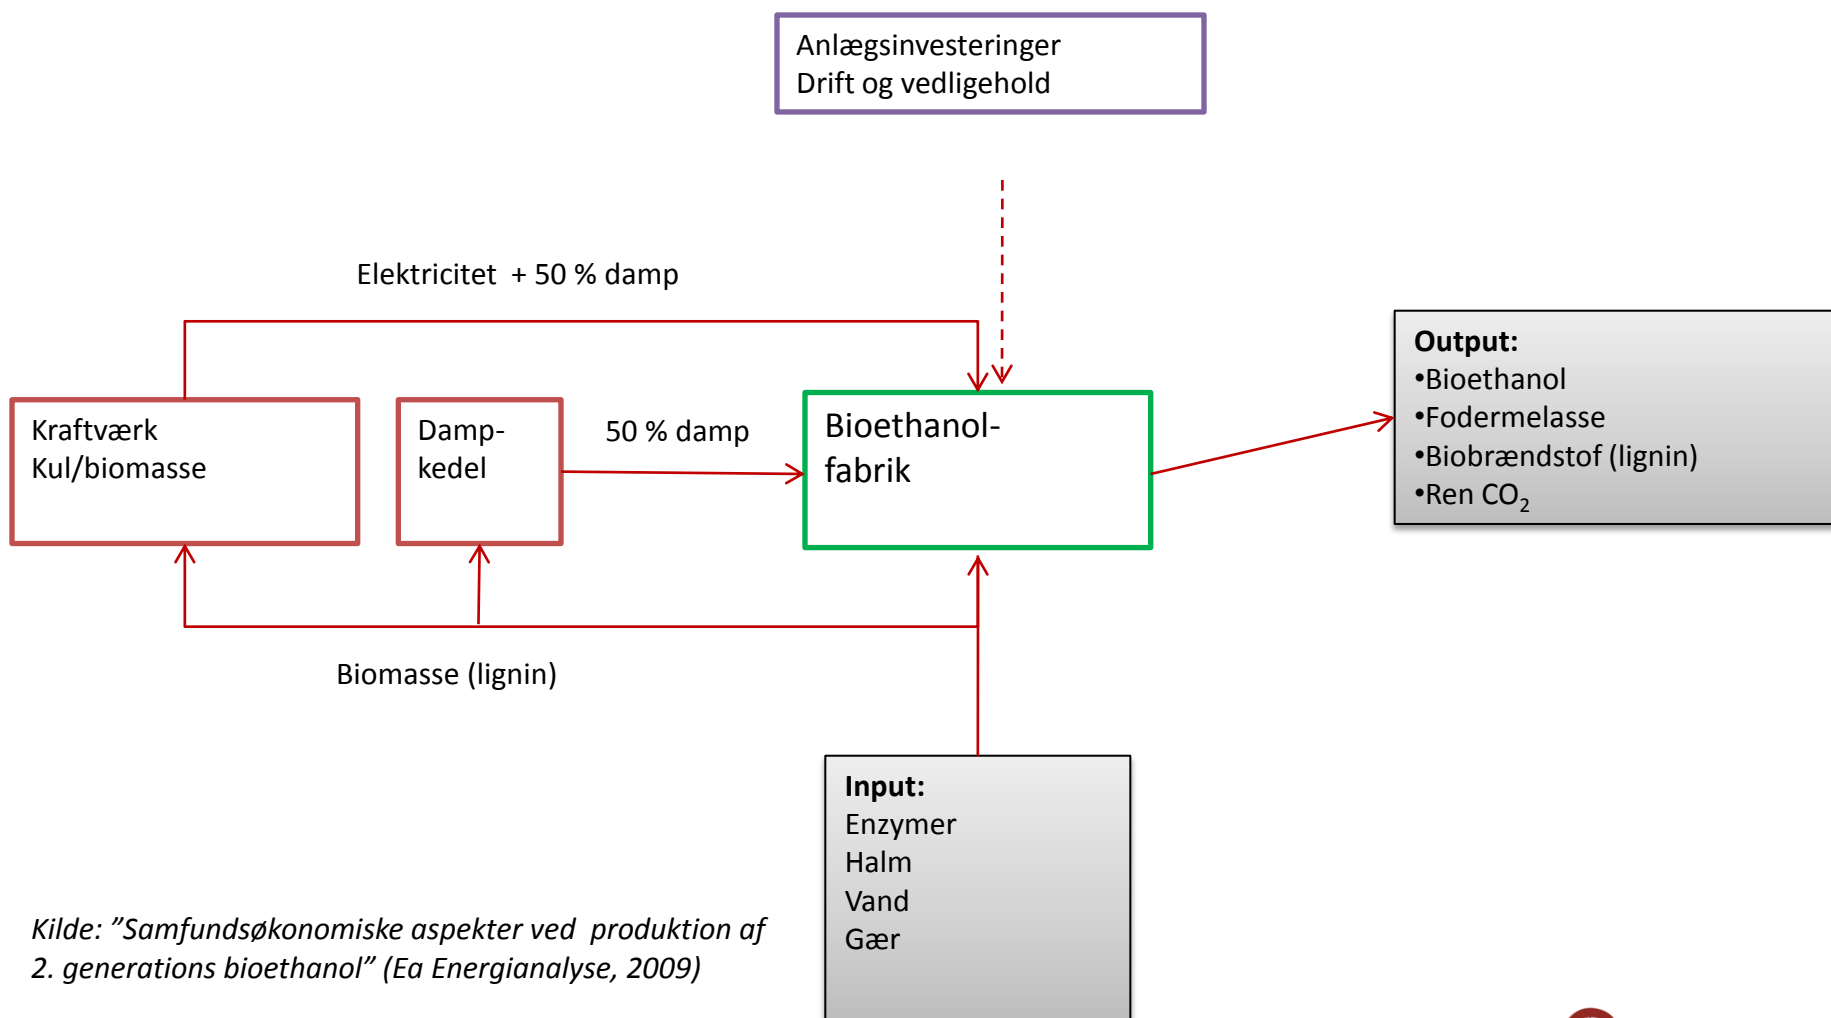 Anlægsinvesteringer
Drift og vedligehold
Elektricitet + 50 % damp
Kraftværk
Kul/biomasse
Damp-
kedel
50 % damp
Bioethanol-
fabrik
Output:
•Bioethanol
•Fodermelasse
•Biobrændstof (lignin)
•Ren CO₂
Biomasse (lignin)
Input:
Enzymer
Halm
Vand
Gær
Kilde: ”Samfundsøkonomiske aspekter ved produktion af
2. generations bioethanol” (Ea Energianalyse, 2009)